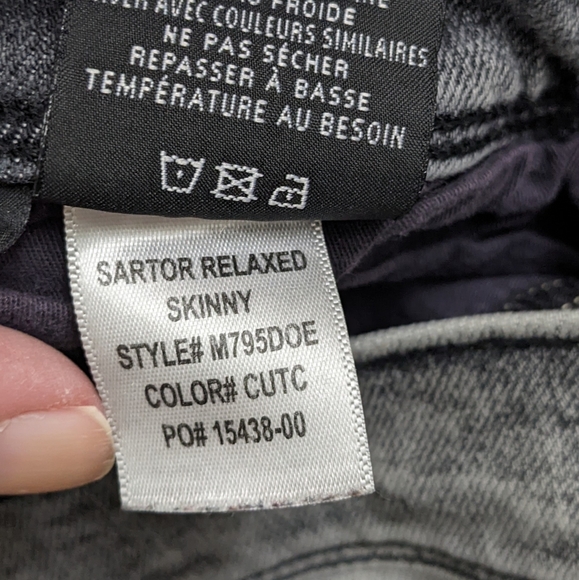 FROIDE
AVEC COULEURS SIMILAIRES
NE PAS SÉCHER
REPASSER À BASSE
TEMPÉRATURE AU BESOIN
SARTOR RELAXED
SKINNY
STYLE# M795DOE
COLOR# CUTC
PO# 15438-00